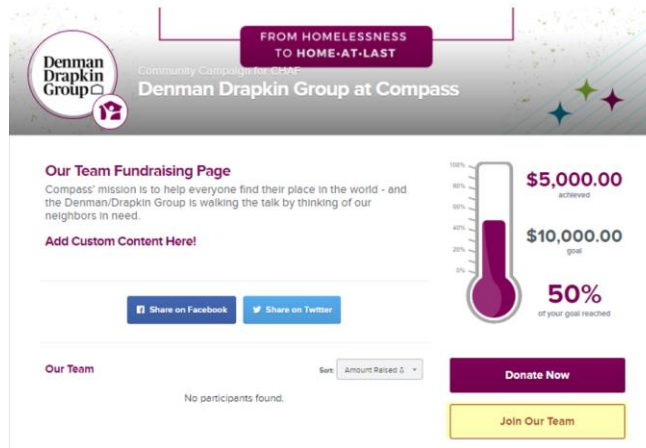 FROM HOMELESSNESS
TO HOME•AT•LAST
Denman
Drapkin
Group
Community Campaign for CHAF
Denman Drapkin Group at Compass
Our Team Fundraising Page
Compass' mission is to help everyone find their place in the world - and
the Denman/Drapkin Group is walking the talk by thinking of our
neighbors in need.
Add Custom Content Here!
Share on Facebook
Share on Twitter
100%
80%
60%
40%
20%
0%
$5,000.00
achieved
$10,000.00
goal
50%
of your goal reached
Our Team
Sort:
Amount Raised &
No participants found.
Donate Now
Join Our Team